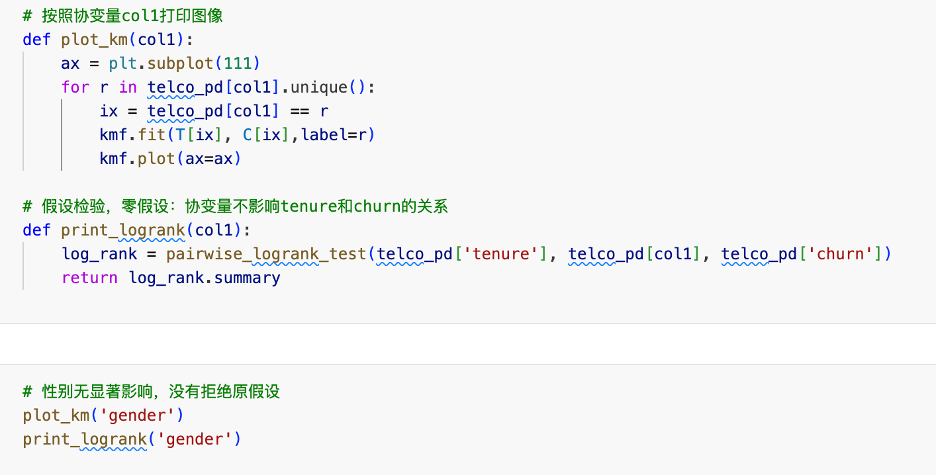 # 按照协变量col1打印图像
def plot_km(col1):
    ax = plt.subplot(111)
    for r in telco_pd[col1].unique():
        ix = telco_pd[col1] == r
        kmf.fit(T[ix], C[ix],label=r)
        kmf.plot(ax=ax)
# 假设检验，零假设：协变量不影响tenure和churn的关系
def print_logrank(col1):
    log_rank = pairwise_logrank_test(telco_pd['tenure'], telco_pd[col1], telco_pd['churn'])
    return log_rank.summary
# 性别无显著影响，没有拒绝原假设
plot_km('gender')
print_logrank('gender')